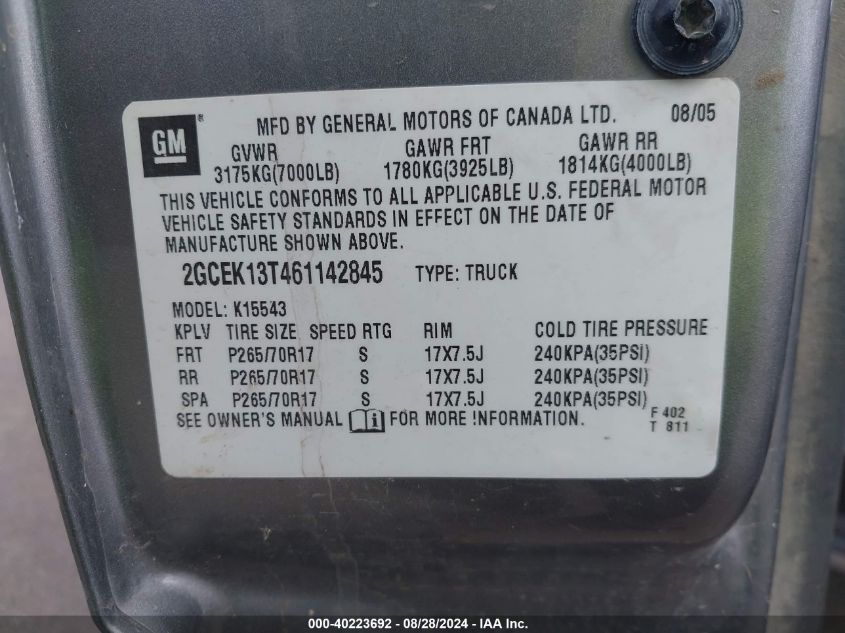 GM ® MFD BY GENERAL MOTORS OF CANADA LTD. 08/05
GVWR GAWR FRT GAWR RR
3175KG(7000LB) 1780KG(3925LB) 1814KG(4000LB)
THIS VEHICLE CONFORMS TO ALL APPLICABLE U.S. FEDERAL MOTOR
VEHICLE SAFETY STANDARDS IN EFFECT ON THE DATE OF
MANUFACTURE SHOWN ABOVE.
2GCEK13T461142845 TYPE: TRUCK
MODEL: K15543
KPLV TIRE SIZE SPEED RTG RIM COLD TIRE PRESSURE
FRT P265/70R17 S 17X7.5J 240KPA(35PSI)
RR P265/70R17 S 17X7.5J 240KPA(35PSI)
SPA P265/70R17 S 17X7.5J 240KPA(35PSI)
SEE OWNER'S MANUAL i FOR MORE INFORMATION. F 402
T 811
000-40223692 - 08/28/2024 - IAA Inc.